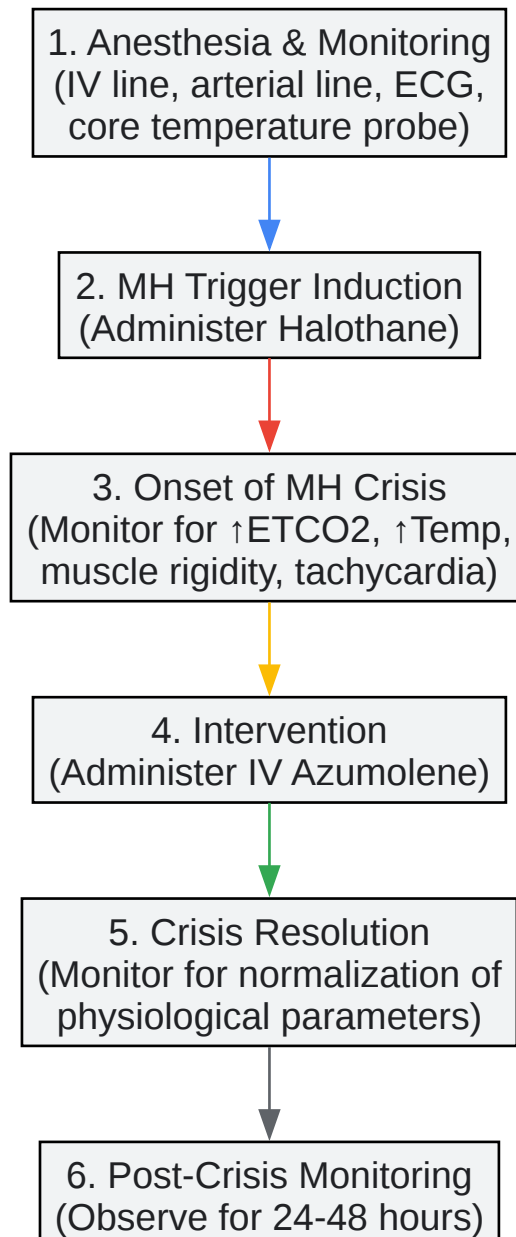 1. Anesthesia & Monitoring
(IV line, arterial line, ECG,
core temperature probe)
2. MH Trigger Induction
(Administer Halothane)
3. Onset of MH Crisis
(Monitor for ↑ETCO2, ↑Temp,
muscle rigidity, tachycardia)
4. Intervention
(Administer IV Azumolene)
5. Crisis Resolution
(Monitor for normalization of
physiological parameters)
6. Post-Crisis Monitoring
(Observe for 24-48 hours)